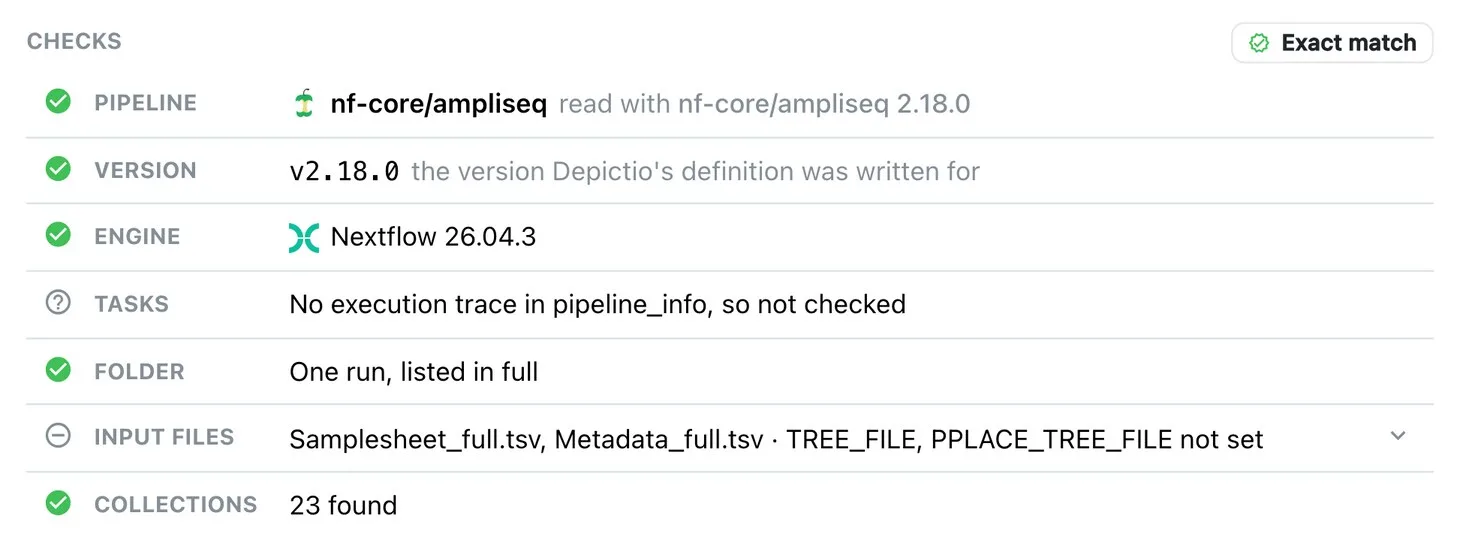 CHECKS
Exact match
PIPELINE nf-core/ampliseq read with nf-core/ampliseq 2.18.0
VERSION v2.18.0 the version Depictio's definition was written for
ENGINE Nextflow 26.04.3
TASKS No execution trace in pipeline_info, so not checked
FOLDER One run, listed in full
INPUT FILES Samplesheet_full.tsv, Metadata_full.tsv · TREE_FILE, PPLACE_TREE_FILE not set
COLLECTIONS 23 found